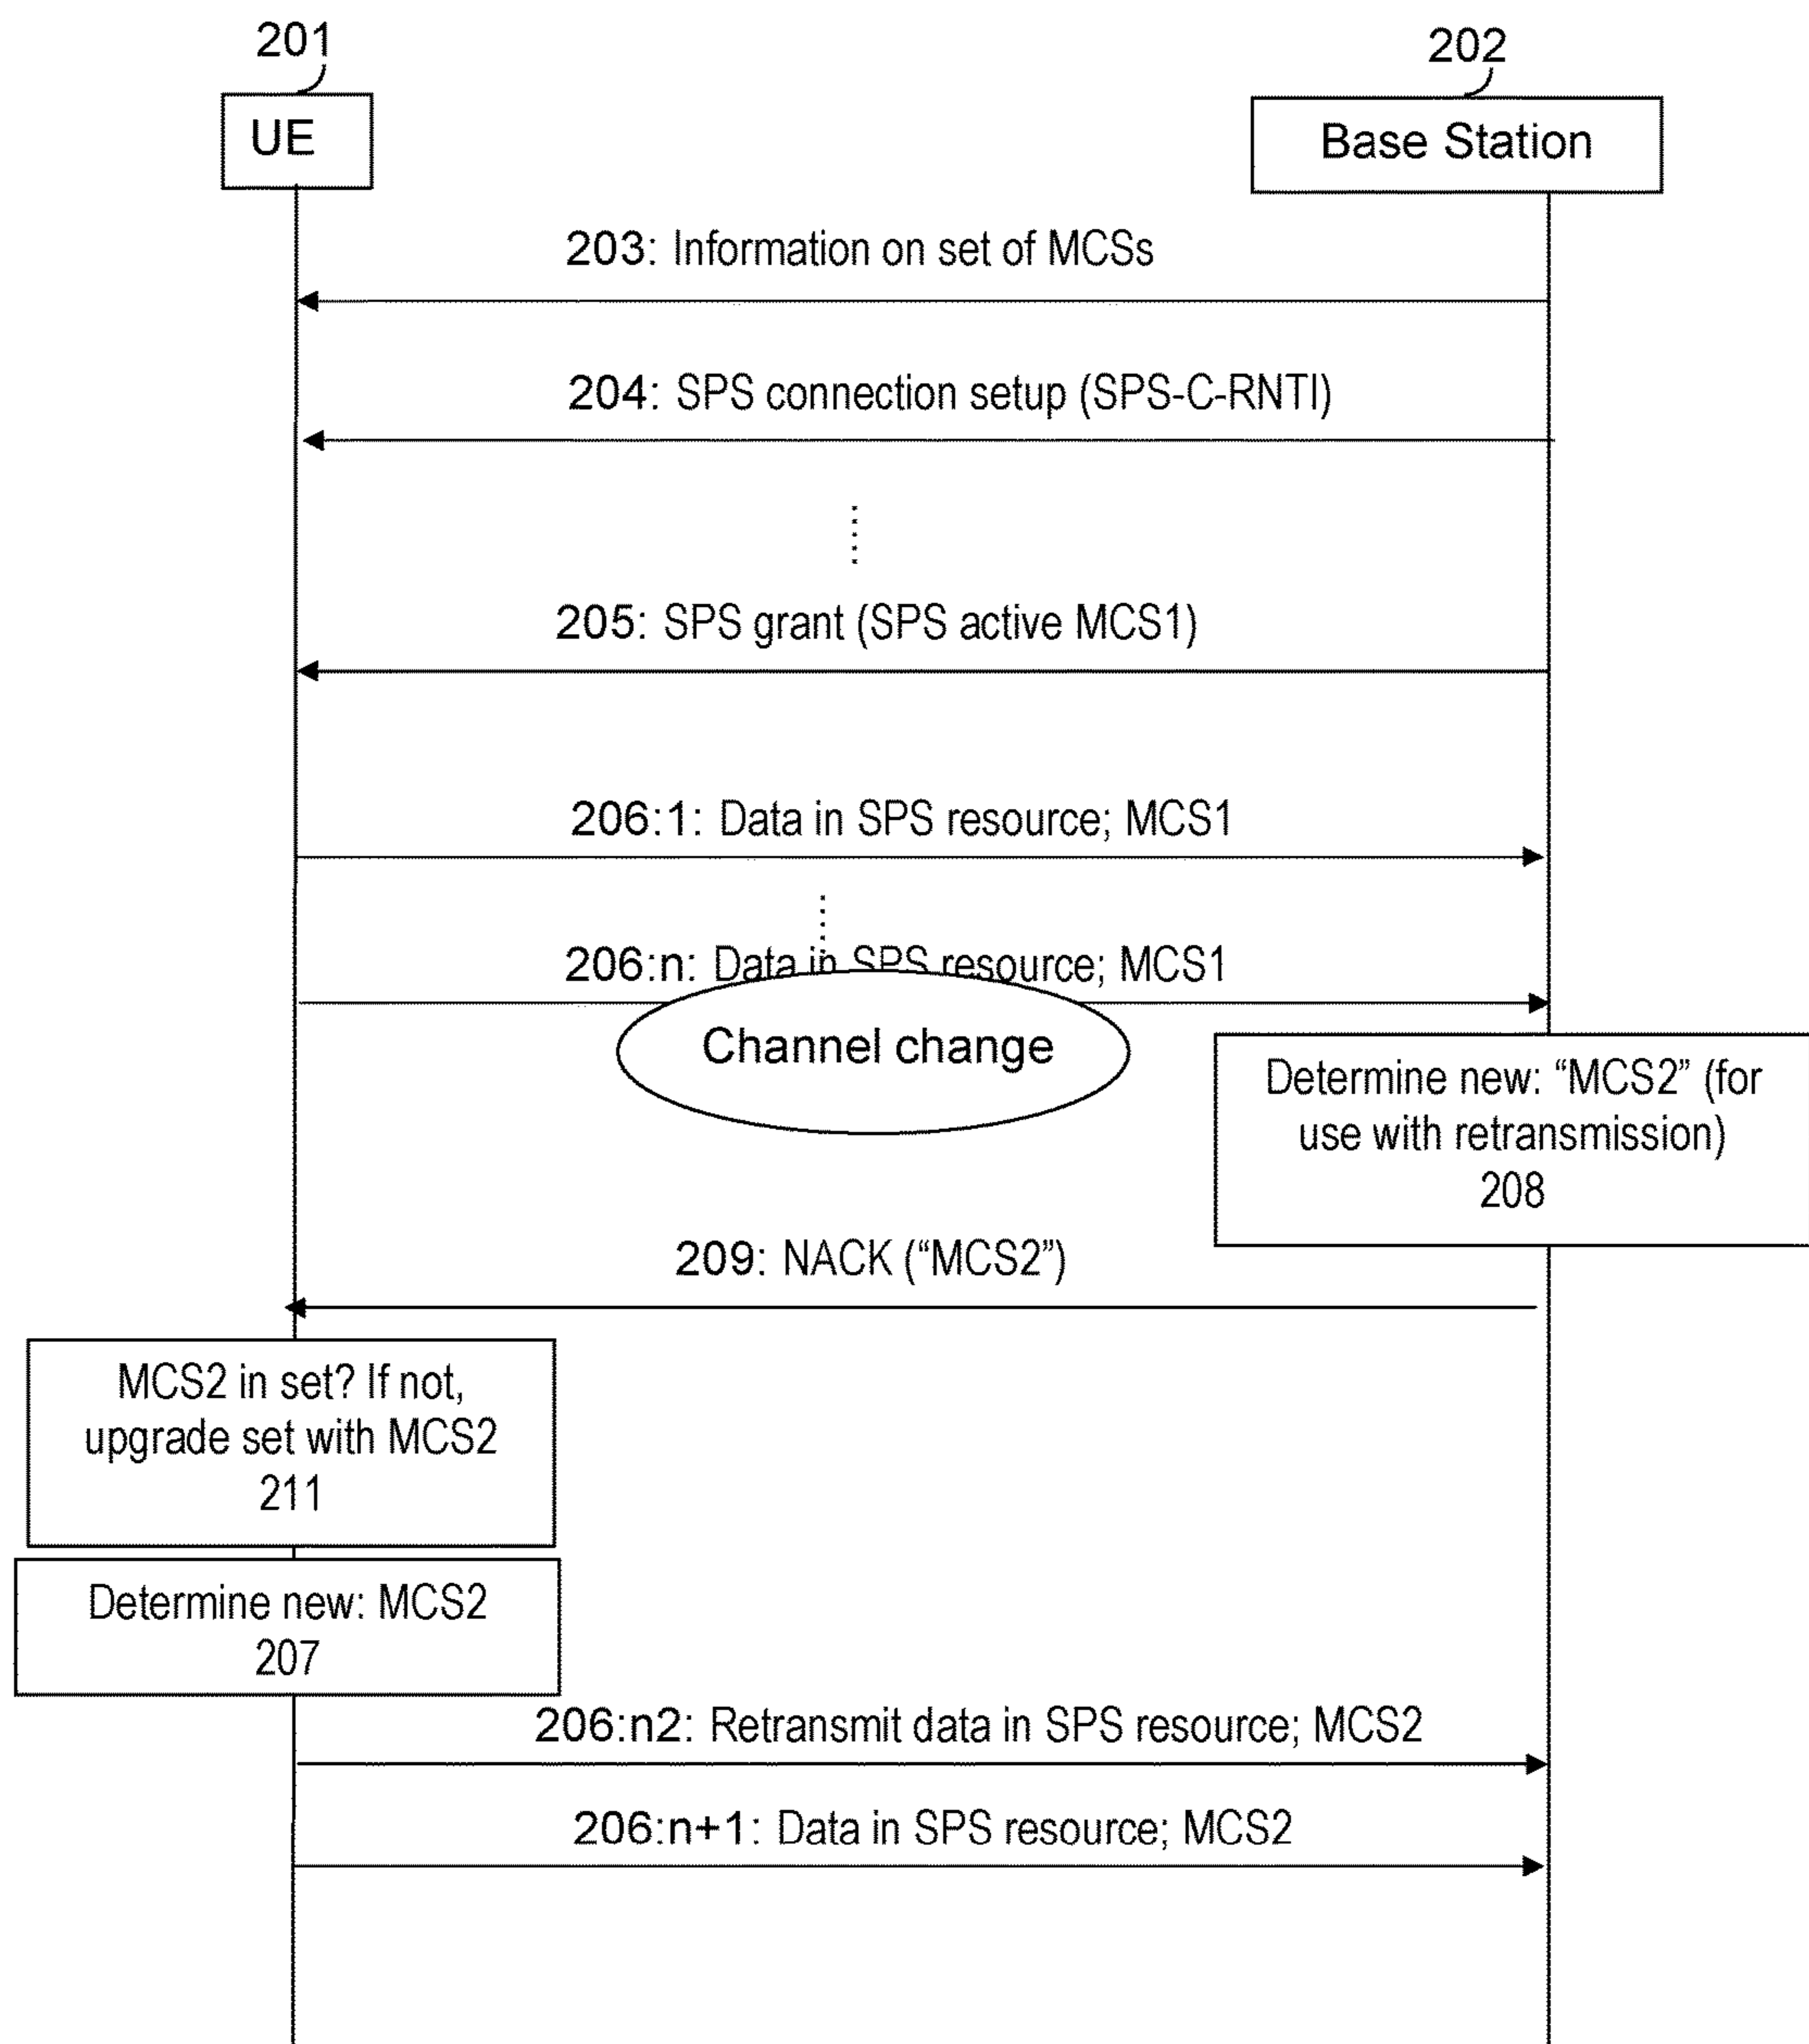 201
202
UE
Base Station
203: Information on set of MCSs
204: SPS connection setup (SPS-C-RNTI)
205: SPS grant (SPS active MCS1)
206:1: Data in SPS resource; MCS1
206:n: Data in SPS resource; MCS1
Channel change
Determine new: “MCS2” (for
use with retransmission)
208
209: NACK (“MCS2”)
MCS2 in set? If not,
upgrade set with MCS2
211
Determine new: MCS2
207
206:n2: Retransmit data in SPS resource; MCS2
206:n+1: Data in SPS resource; MCS2